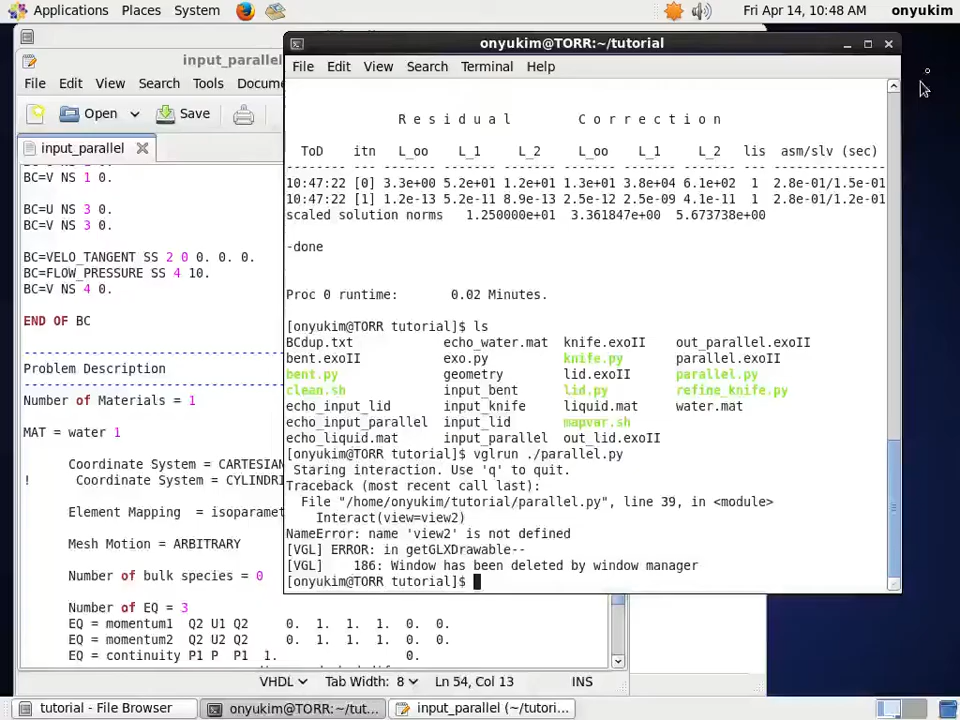 Applications Places System Fri Apr 14, 10:48 AM onyukim
input_parallel
File Edit View Search Tools Docume
Open Save
input_parallel
BC=V NS 1 0.
BC=U NS 3 0.
BC=V NS 3 0.
BC=VELO_TANGENT SS 2 0 0. 0. 0.
BC=FLOW_PRESSURE SS 4 10.
BC=V NS 4 0.
END OF BC
Problem Description
Number of Materials = 1
MAT = water 1
Coordinate System = CARTESIAN
! Coordinate System = CYLINDRI
Element Mapping = isoparamet
Mesh Motion = ARBITRARY
Number of bulk species = 0
Number of EQ = 3
EQ = momentum1 Q2 U1 Q2 0. 1. 1. 1. 0. 0.
EQ = momentum2 Q2 U2 Q2 0. 1. 1. 1. 0. 0.
EQ = continuity P1 P P1 1. 0.
VHDL Tab Width: 8 Ln 54, Col 13 INS
onyukim@TORR:~/tutorial
File Edit View Search Terminal Help
R e s i d u a l C o r r e c t i o n
ToD itn L_oo L_1 L_2 L_oo L_1 L_2 lis asm/slv (sec)
10:47:22 [0] 3.3e+00 5.2e+01 1.2e+01 1.3e+01 3.8e+04 6.1e+02 1 2.8e-01/1.5e-01
10:47:22 [1] 1.2e-13 5.2e-11 8.9e-13 2.5e-12 2.5e-09 4.1e-11 1 2.8e-01/1.2e-01
scaled solution norms 1.250000e+01 3.361847e+00 5.673738e+00
-done
Proc 0 runtime: 0.02 Minutes.
[onyukim@TORR tutorial]$ ls
BCdup.txt echo_water.mat knife.exoII out_parallel.exoII
bent.exoII exo.py knife.py parallel.exoII
bent.py geometry lid.exoII parallel.py
clean.sh input_bent lid.py refine_knife.py
echo_input_lid input_knife liquid.mat water.mat
echo_input_parallel input_lid mapvar.sh
echo_liquid.mat input_parallel out_lid.exoII
[onyukim@TORR tutorial]$ vglrun ./parallel.py
Staring interaction. Use 'q' to quit.
Traceback (most recent call last):
File "/home/onyukim/tutorial/parallel.py", line 39, in <module>
Interact(view=view2)
NameError: name 'view2' is not defined
[VGL] ERROR: in getGLXDrawable--
[VGL] 186: Window has been deleted by window manager
[onyukim@TORR tutorial]$
tutorial - File Browser onyukim@TORR:~/tut... input_parallel (~/tutori...